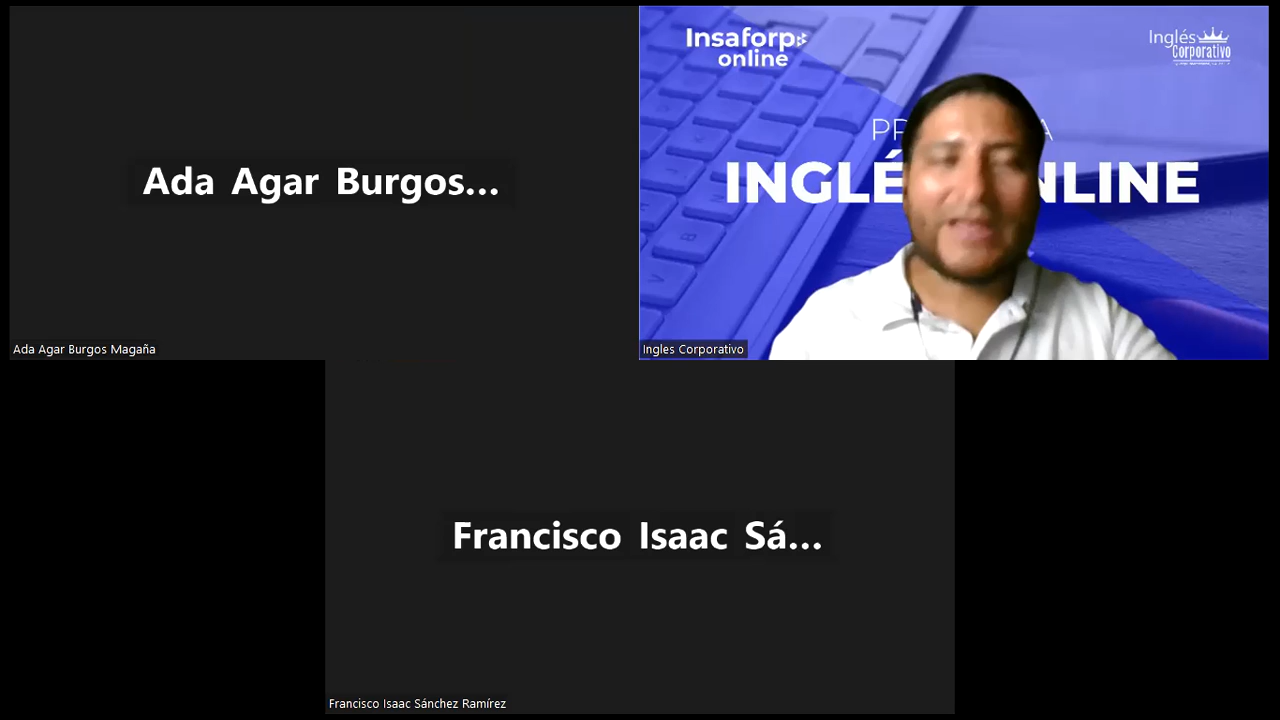 Ada Agar Burgos...
Ada Agar Burgos Magaña
Insaforp
online
Inglés
Corporativo
INGLÉ NLINE
Ingles Corporativo
Francisco Isaac Sá...
Francisco Isaac Sánchez Ramírez